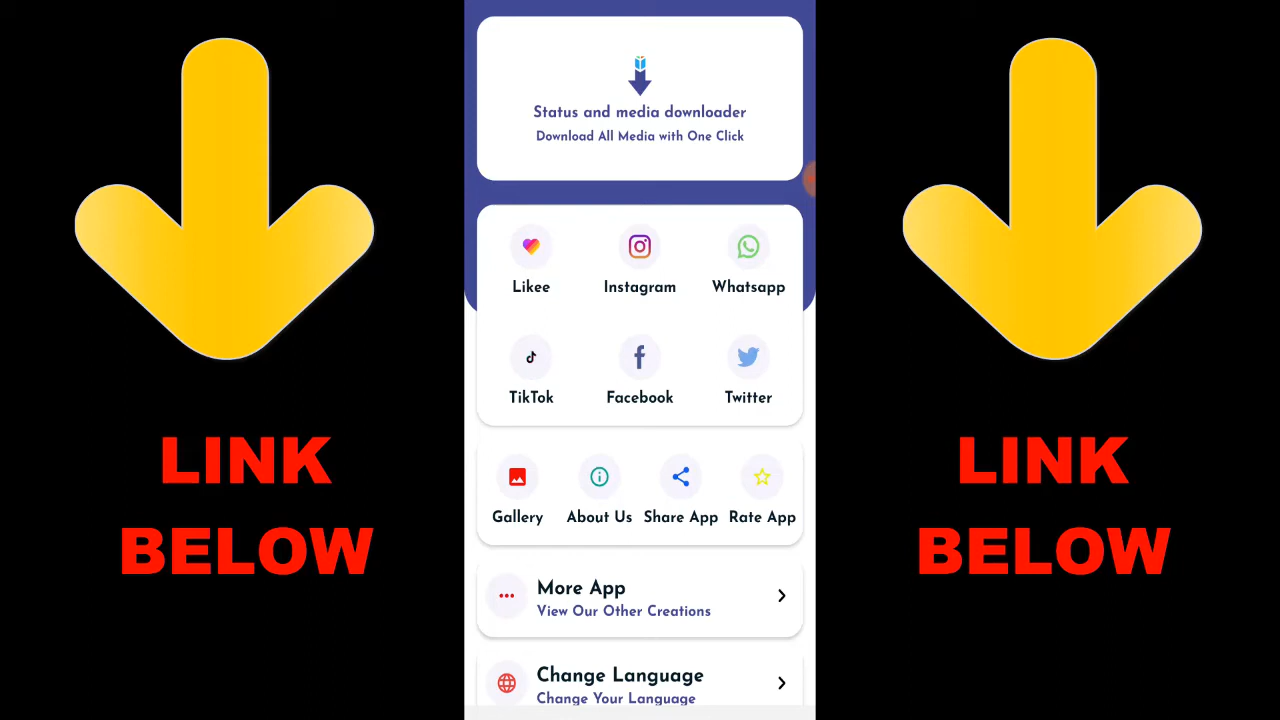 Status and media downloader
Download All Media with One Click
Likee
Instagram
Whatsapp
TikTok
Facebook
Twitter
Gallery
About Us
Share App
Rate App
More App
View Our Other Creations
Change Language
Change Your Language
LINK
BELOW
LINK
BELOW